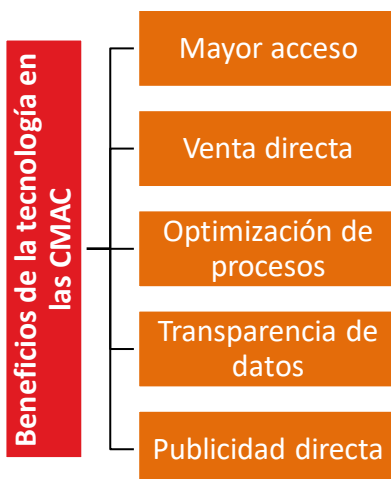 Beneficios de la tecnología en
las CMAC
Mayor acceso
Venta directa
Optimización de
procesos
Transparencia de
datos
Publicidad directa